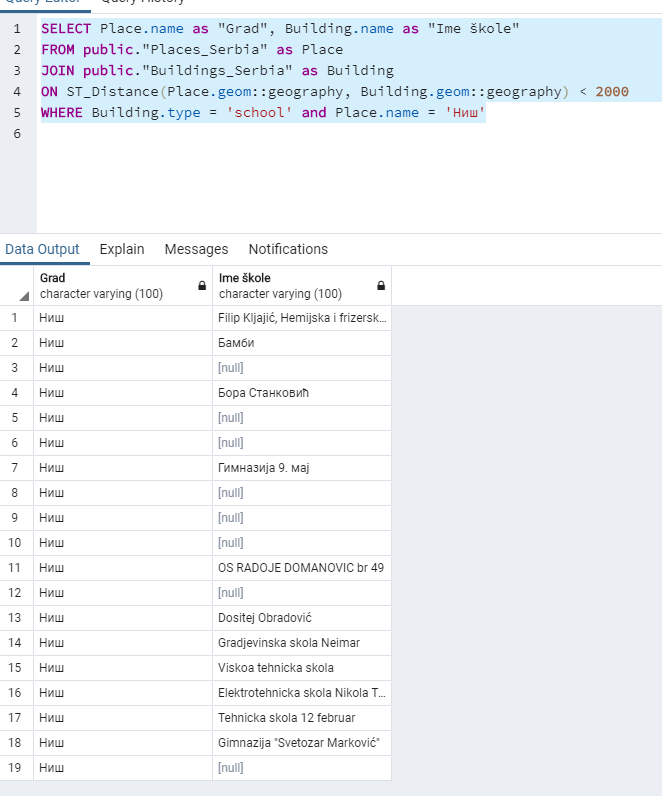 Query Editor Query History
1 SELECT Place.name as "Grad", Building.name as "Ime škole"
2 FROM public."Places_Serbia" as Place
3 JOIN public."Buildings_Serbia" as Building
4 ON ST_Distance(Place.geom::geography, Building.geom::geography) < 2000
5 WHERE Building.type = 'school' and Place.name = 'Ниш'
6
Data Output Explain Messages Notifications
Grad Ime škole
character varying (100) character varying (100)
1 Ниш Filip Kljajić, Hemijska i frizersk...
2 Ниш Бамби
3 Ниш [null]
4 Ниш Бора Станковић
5 Ниш [null]
6 Ниш [null]
7 Ниш Гимназија 9. мај
8 Ниш [null]
9 Ниш [null]
10 Ниш [null]
11 Ниш OS RADOJE DOMANOVIC br 49
12 Ниш [null]
13 Ниш Dositej Obradović
14 Ниш Gradjevinska skola Neimar
15 Ниш Viskoa tehnicka skola
16 Ниш Elektrotehnicka skola Nikola T...
17 Ниш Tehnicka skola 12 februar
18 Ниш Gimnazija "Svetozar Marković"
19 Ниш [null]